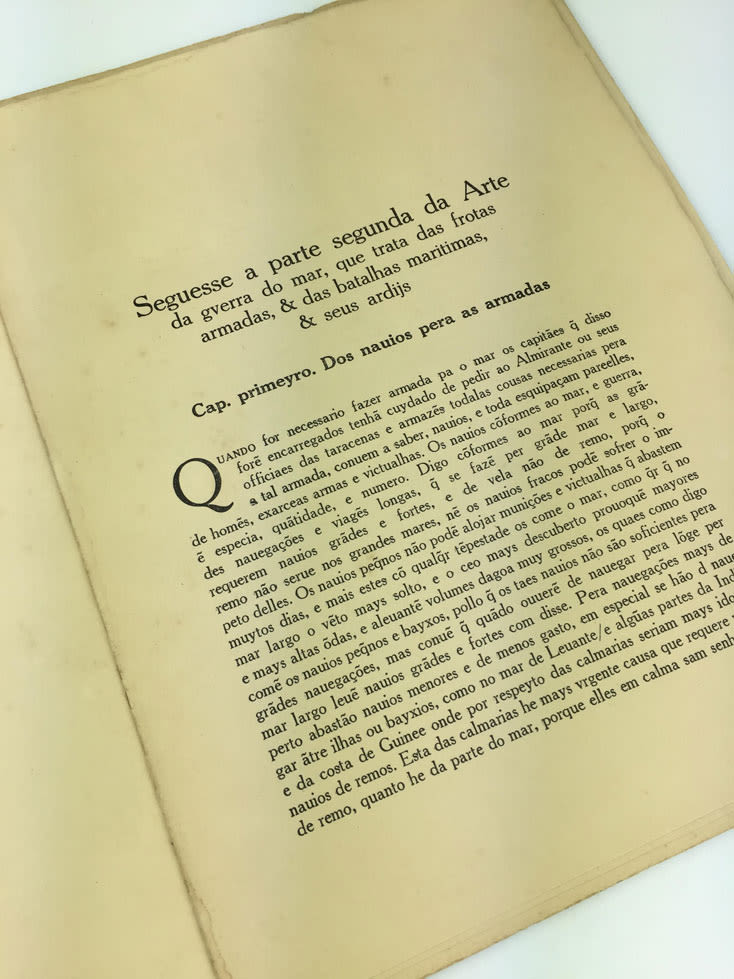 Seguesse a parte segunda da Arte
da gverra do mar, que trata das frotas
armadas, & das batalhas maritimas,
& seus ardijs
Cap. primeyro. Dos nauios pera as armadas
QUANDO for necessario fazer armada pa o mar os capitães q̃ disso
forẽ encarregados tenhã cuydado de pedir ao Almirante ou seus
officiaes das taracenas e armazẽs todalas cousas necessarias pera
a tal armada, conuem a saber, nauios, e toda esquipaçam pareelles,
de homẽs, exarceas armas e victualhas. Os nauios cõformes ao mar, e guerra,
ẽ especia, quãtidade, e numero. Digo cõformes ao mar porq̃ as grã-
des nauegações e viagẽs longas, q̃ se fazẽ per grãde mar e largo,
requerem nauios grãdes e fortes, e de vela não de remo, porq̃ o
remo não serue nos grandes mares, nẽ os nauios fracos podẽ sofrer o im-
peto delles. Os nauios peq̃nos não podẽ alojar munições e victualhas q̃ abastem
muytos dias, e mais estes cõ qualq̃r tẽpestade os come o mar, como q̃r q̃ no
mar largo o vẽto mays solto, e o ceo mays descuberto prouoquẽ mayores
e mays altas õdas, e aleuantẽ volumes dagoa muy grossos, os quaes como digo
comẽ os nauios peq̃nos e bayxos, pollo q̃ os taes nauios não são soficientes pera
grãdes nauegações, mas conuẽ q̃ quãdo ouuerẽ de nauegar pera lõge per
mar largo leuẽ nauios grãdes e fortes com disse. Pera nauegações mays de
perto abastão nauios menores e de menos gasto, em especial se hão d naue
gar ãtre ilhas ou bayxios, como no mar de Leuante/e algũas partes da Ind
e da costa de Guinee onde por respeyto das calmarias seriam mays ido
nauios de remos. Esta das calmarias he mays vrgente causa que requere
de remo, quanto he da parte do mar, porque elles em calma sam senh